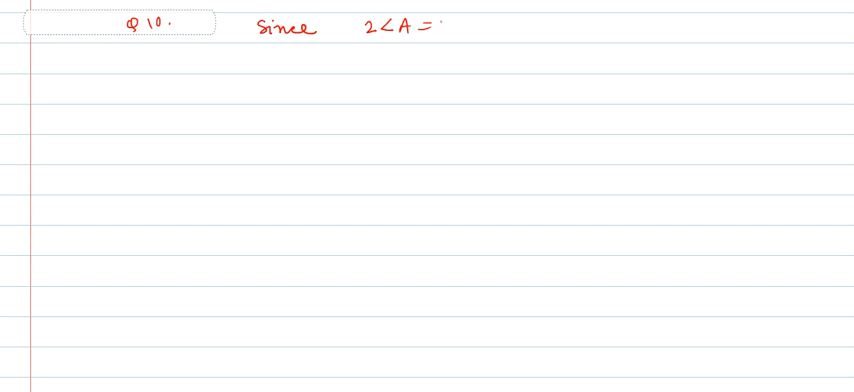 Q 10. Since 2∠A =